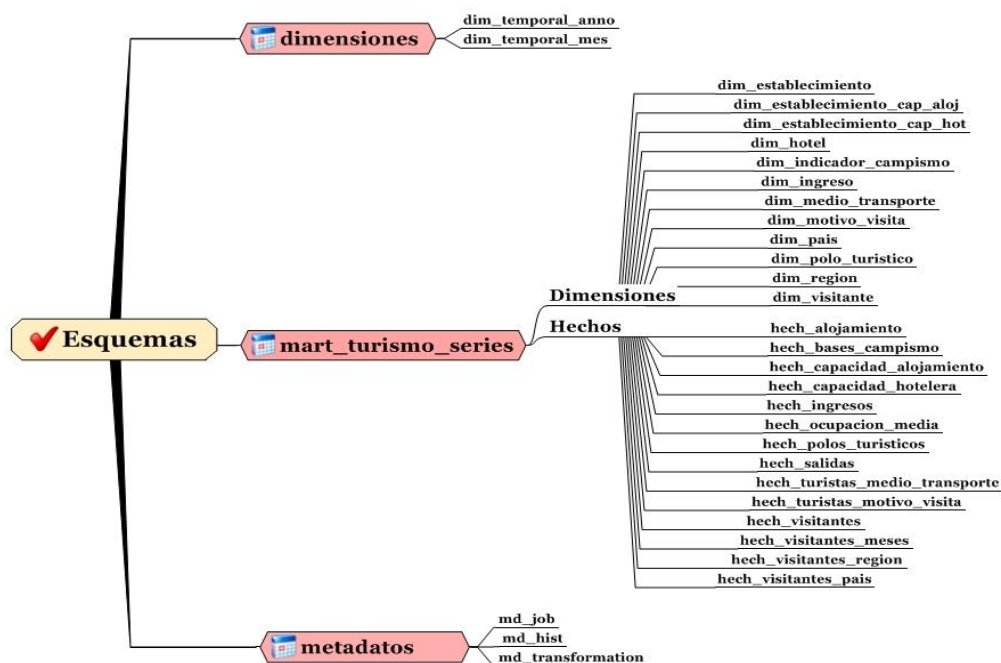 Esquemas
dimensiones
dim_temporal_anno
dim_temporal_mes
mart_turismo_series
Dimensiones
dim_establecimiento
dim_establecimiento_cap_aloj
dim_establecimiento_cap_hot
dim_hotel
dim_indicador_campismo
dim_ingreso
dim_medio_transporte
dim_motivo_visita
dim_pais
dim_polo_turistico
dim_region
dim_visitante
Hechos
hech_alojamiento
hech_bases_campismo
hech_capacidad_alojamiento
hech_capacidad_hotelera
hech_ingresos
hech_ocupacion_media
hech_polos_turisticos
hech_salidas
hech_turistas_medio_transporte
hech_turistas_motivo_visita
hech_visitantes
hech_visitantes_meses
hech_visitantes_region
hech_visitantes_pais
metadatos
md_job
md_hist
md_transformation